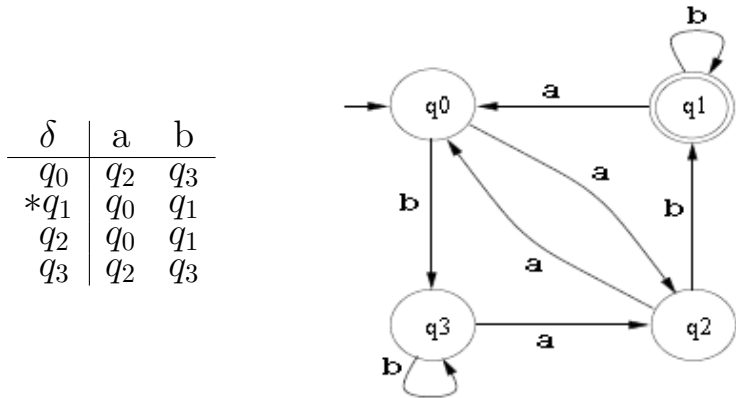 δ a b
q0 q2 q3
*q1 q0 q1
q2 q0 q1
q3 q2 q3
b
q0 a q1
a
b b
a
q3 a q2
b